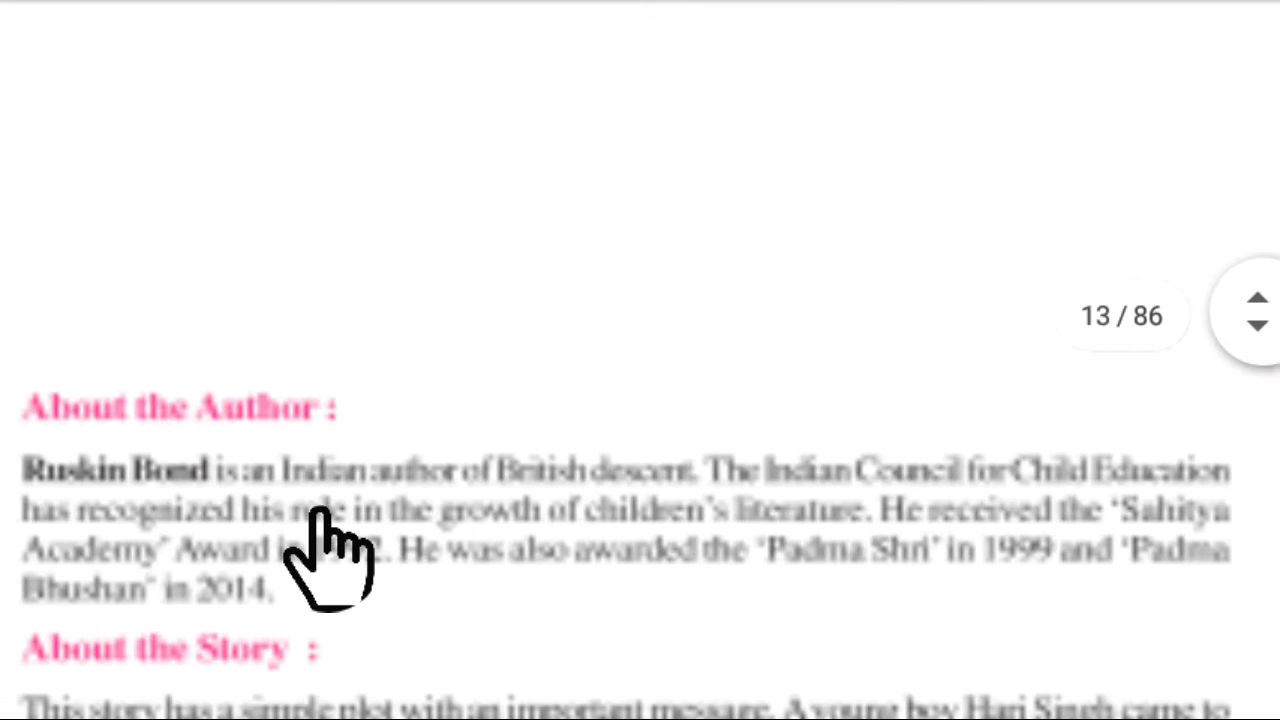 13 / 86
About the Author :
Ruskin Bond is an Indian author of British descent. The Indian Council for Child Education
has recognized his role in the growth of children's literature. He received the 'Sahitya
Academy' Award 2. He was also awarded the 'Padma Shri' in 1999 and 'Padma
Bhushan' in 2014.
About the Story :
This story has a simple plot with an important message. A young boy Hari Singh came to